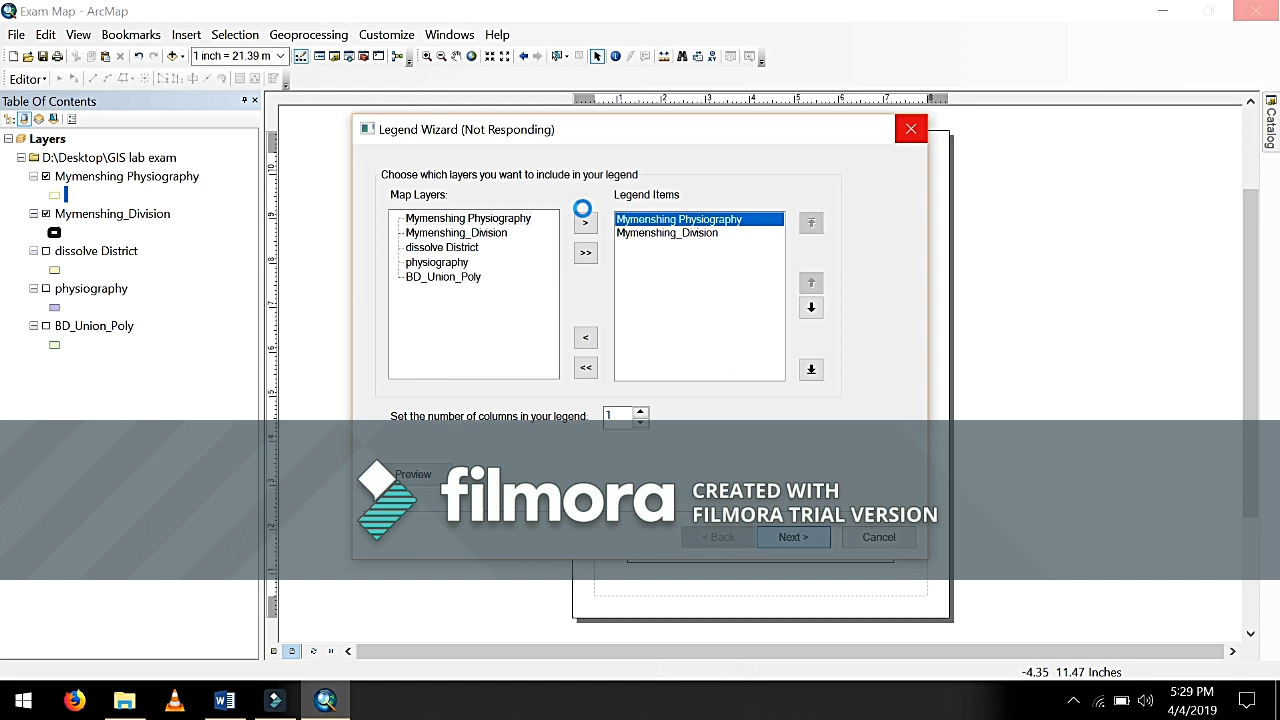 Exam Map - ArcMap
File Edit View Bookmarks Insert Selection Geoprocessing Customize Windows Help
1 inch = 21.39 m
Editor
Table Of Contents
Layers
D:\Desktop\GIS lab exam
Mymenshing Physiography
Mymenshing_Division
dissolve District
physiography
BD_Union_Poly
Catalog
Legend Wizard (Not Responding)
Choose which layers you want to include in your legend
Map Layers:
Mymenshing Physiography
Mymenshing_Division
dissolve District
physiography
BD_Union_Poly
>
>>
<
<<
Legend Items
Mymenshing Physiography
Mymenshing_Division
Set the number of columns in your legend: 1
Preview
filmora CREATED WITH
FILMORA TRIAL VERSION
< Back Next > Cancel
-4.35 11.47 Inches
5:29 PM
4/4/2019